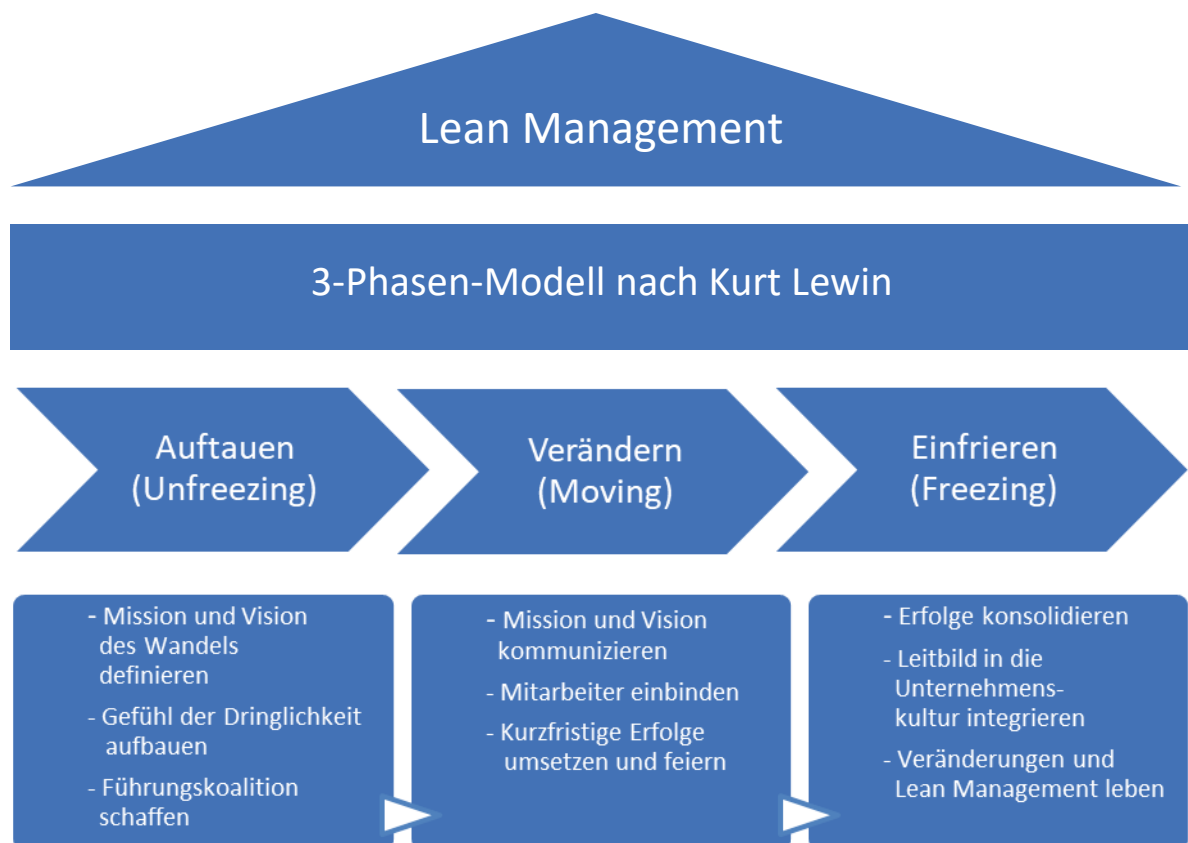 Lean Management
3-Phasen-Modell nach Kurt Lewin
Auftauen
(Unfreezing)
Verändern
(Moving)
Einfrieren
(Freezing)
- Mission und Vision
des Wandels
definieren
- Gefühl der Dringlichkeit
aufbauen
- Führungskoalition
schaffen
- Mission und Vision
kommunizieren
- Mitarbeiter einbinden
- Kurzfristige Erfolge
umsetzen und feiern
- Erfolge konsolidieren
- Leitbild in die
Unternehmens-
kultur integrieren
- Veränderungen und
Lean Management leben